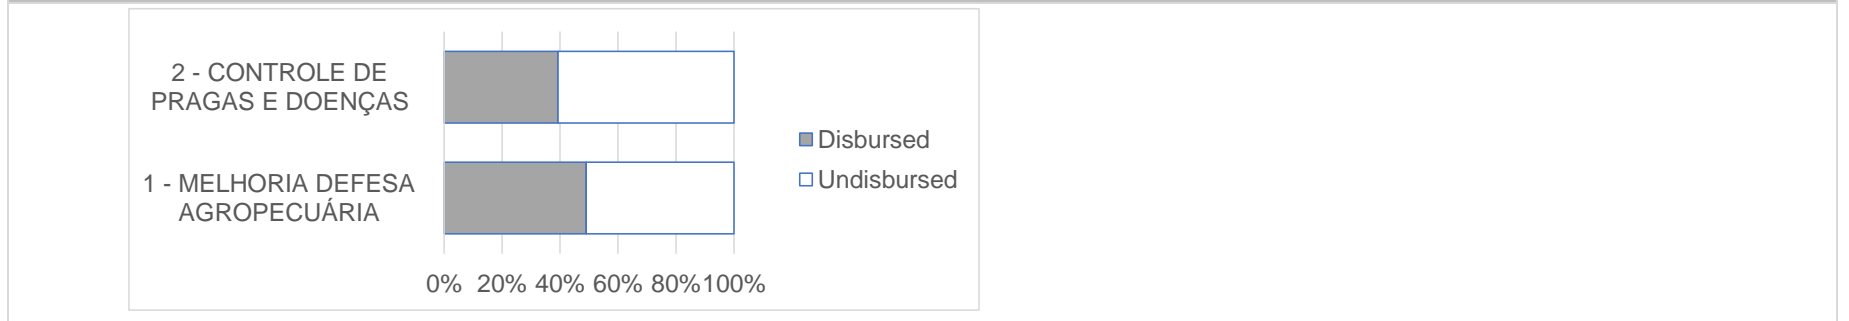 2 - CONTROLE DE
PRAGAS E DOENÇAS
1 - MELHORIA DEFESA
AGROPECUÁRIA
0% 20% 40% 60% 80% 100%
Disbursed
Undisbursed